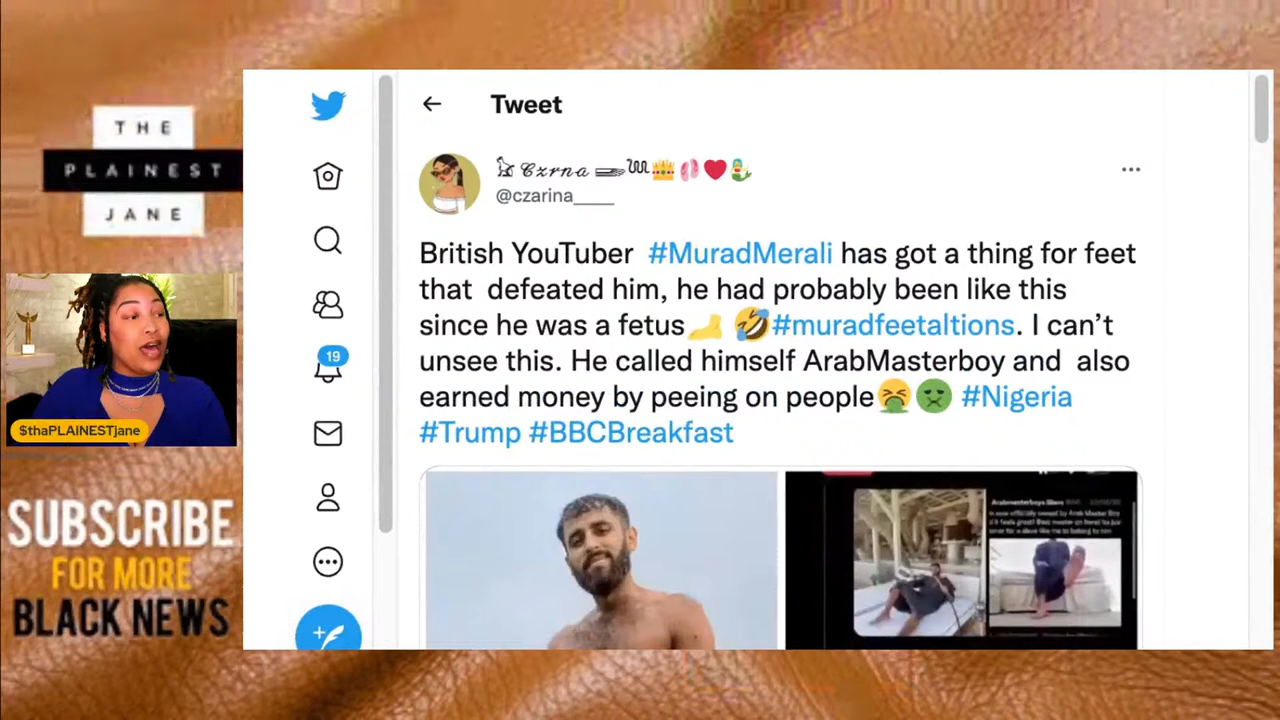 THE
PLAINEST
JANE
$thaPLAINESTjane
SUBSCRIBE
FOR MORE
BLACK NEWS
19
Tweet
𝒞𝓏𝓇𝓃𝒶
@czarina____
British YouTuber #MuradMerali has got a thing for feet
that defeated him, he had probably been like this
since he was a fetus🦶 🤣#muradfeetaltions. I can’t
unsee this. He called himself ArabMasterboy and also
earned money by peeing on people🤮🤢 #Nigeria
#Trump #BBCBreakfast